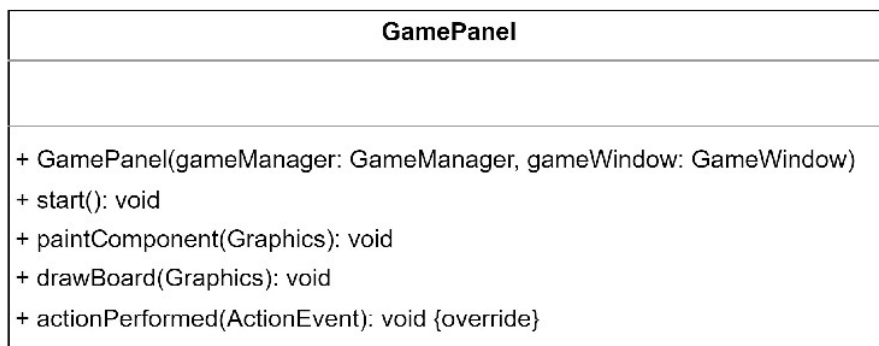 GamePanel
+ GamePanel(gameManager: GameManager, gameWindow: GameWindow)
+ start(): void
+ paintComponent(Graphics): void
+ drawBoard(Graphics): void
+ actionPerformed(ActionEvent): void {override}